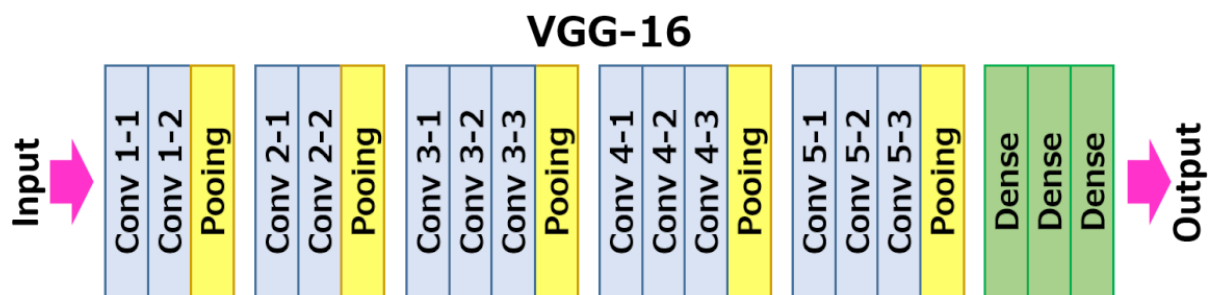 VGG-16
Input
Conv 1-1
Conv 1-2
Pooing
Conv 2-1
Conv 2-2
Pooing
Conv 3-1
Conv 3-2
Conv 3-3
Pooing
Conv 4-1
Conv 4-2
Conv 4-3
Pooing
Conv 5-1
Conv 5-2
Conv 5-3
Pooing
Dense
Dense
Dense
Output